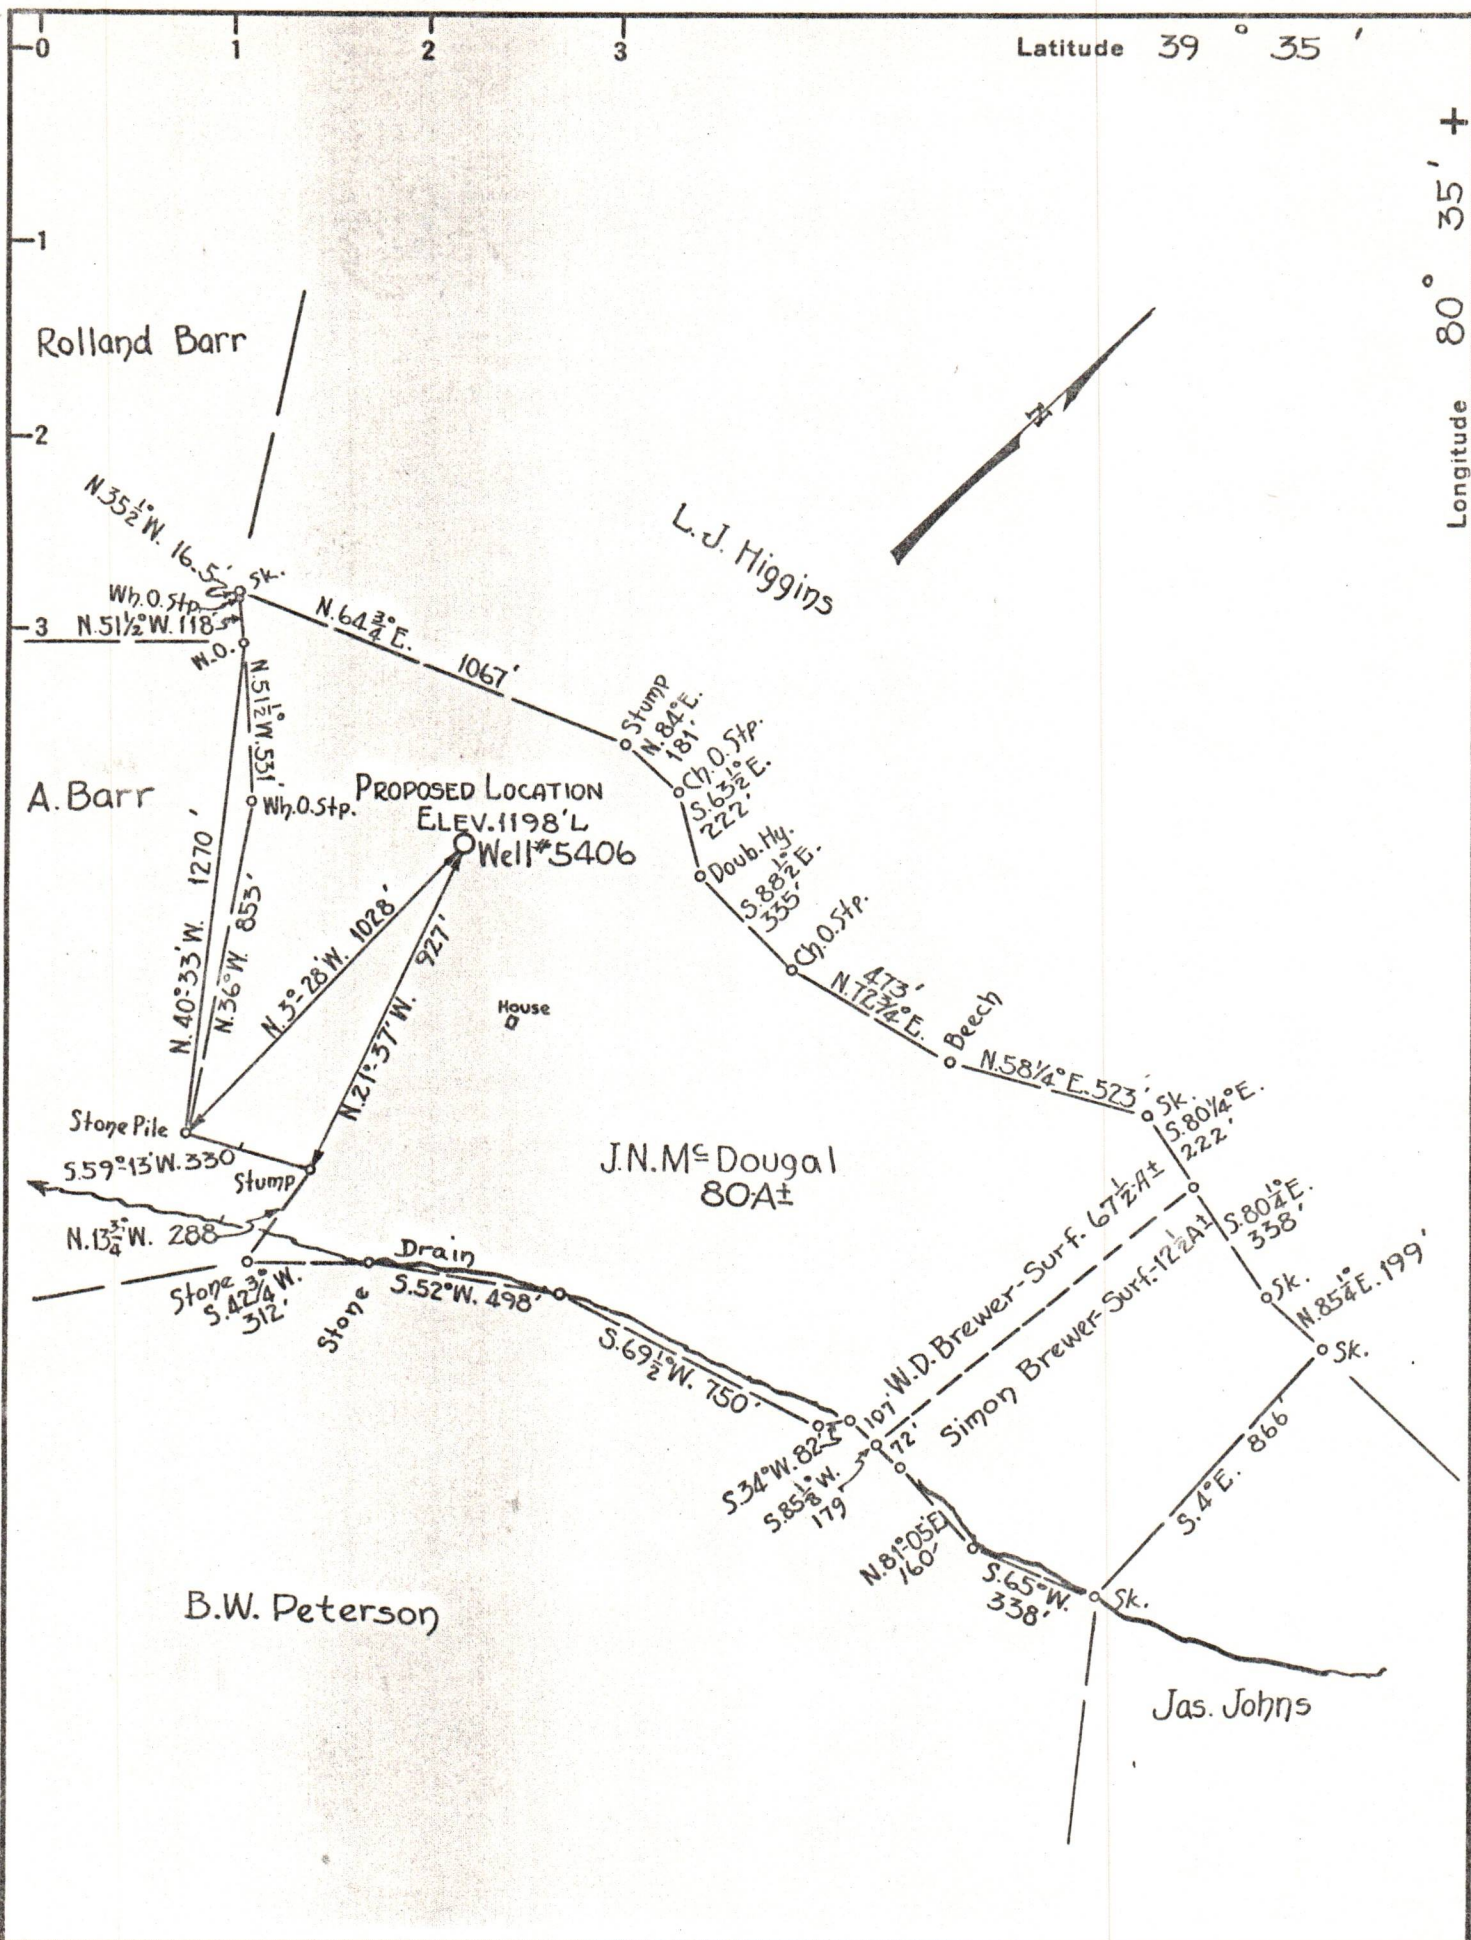 0 1 2 3
Latitude 39 ° 35 '
Longitude 80° 35' +
1
2
3
Rolland Barr
N.35½°W. 16.5'
Sk.
Wh.O.Stp.
N.51½°W. 118'
W.O.
N.64¾°E.
1067'
L.J. Higgins
N
N.51½°W. 531'
Stump
N.84°E.
181'
Ch.O.Stp.
S.63½°E.
222'
A. Barr
Wh.O.Stp.
PROPOSED LOCATION
ELEV. 1198' L
Well #5406
Doub. Hy.
S.88½°E.
335'
N.40°33'W. 1270'
N.36°W. 853'
N.3°-28'W. 1028'
N.21°-37'W. 927'
House
Ch.O.Stp.
473'
N.72¾°E.
Beech
N.58¼°E. 523'
Sk.
S.80¼°E.
222'
Stone Pile
S.59°13'W. 330'
Stump
J.N.Mc Dougal
80 A±
N.13¾°W. 288'
Drain
Stone
S.42¾°W.
312'
Stone
S.52°W. 498'
S.69½°W. 750'
W.D. Brewer-Surf. 67½ A±
Simon Brewer-Surf. 12½ A±
S.80¼°E.
338'
Sk.
N.85¼°E. 199'
Sk.
107'
72'
S.34°W. 82'
S.85⅛°W.
179'
S.4°E. 866'
N.81°05'E.
160'
S.65°W.
338'
Sk.
B.W. Peterson
Jas. Johns